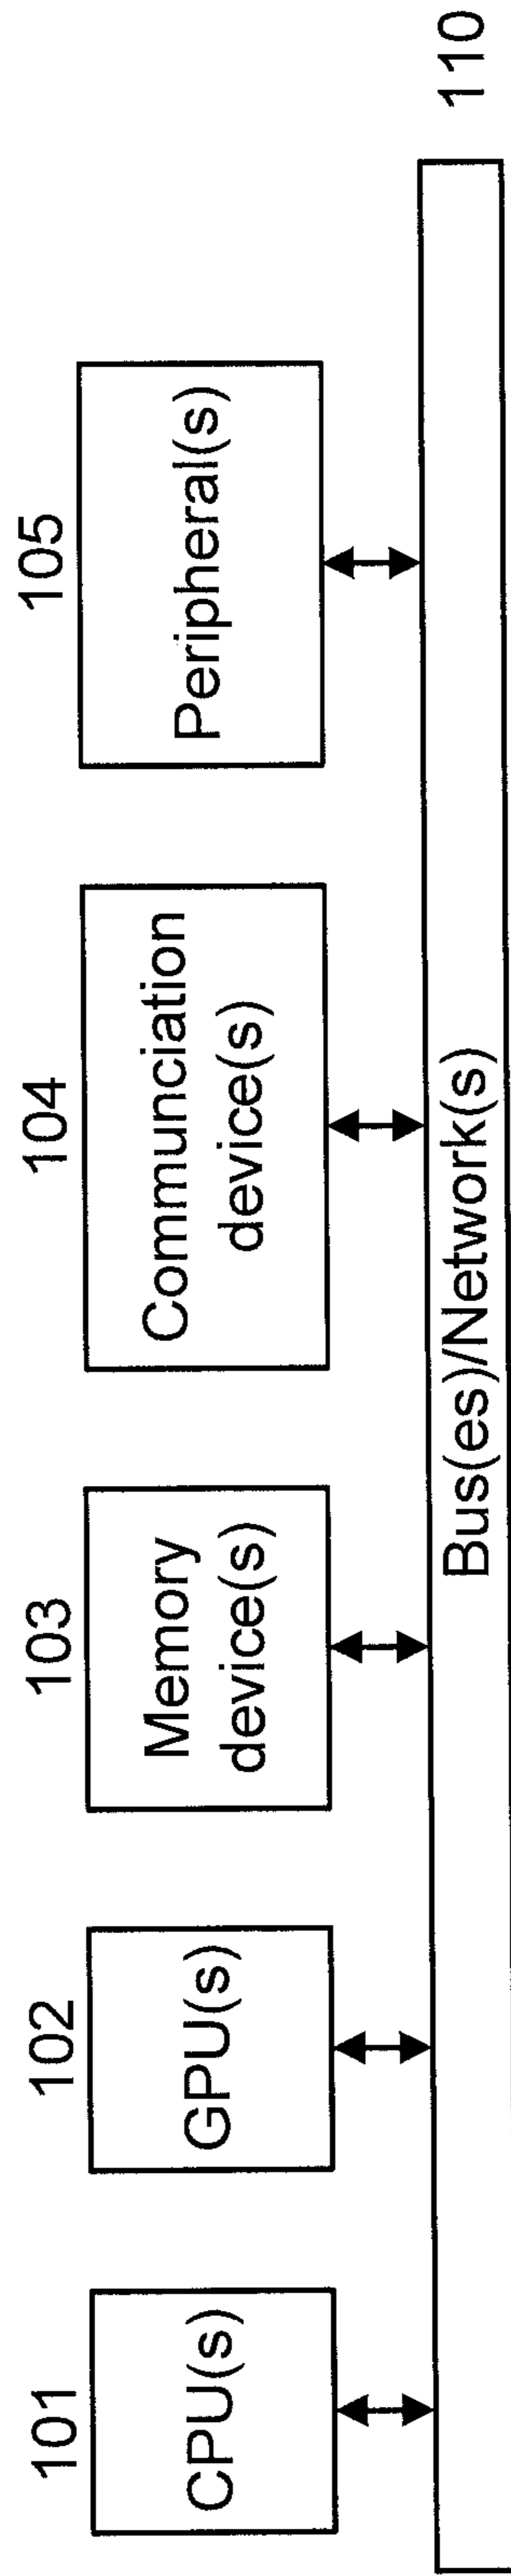 101
102
103
104
105
CPU(s)
GPU(s)
Memory
device(s)
Communciation
device(s)
Peripheral(s)
Bus(es)/Network(s)
110